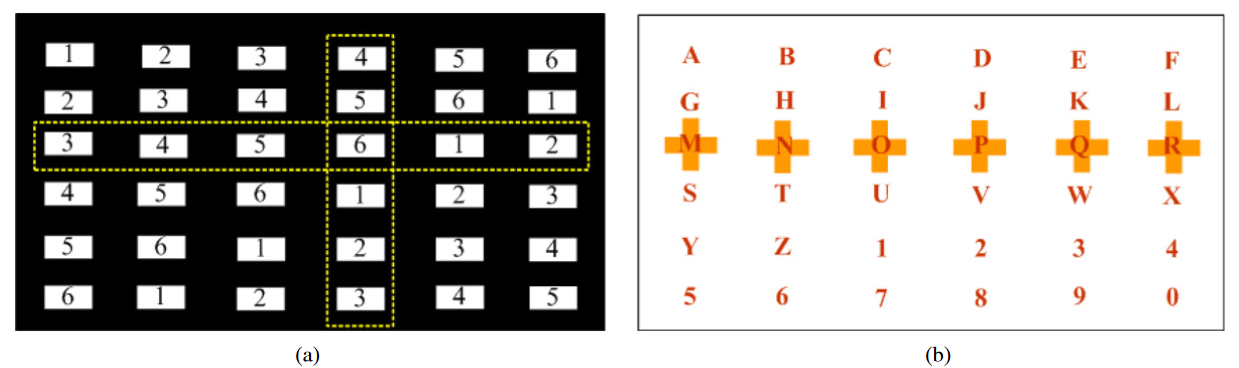 1 2 3 4 5 6
2 3 4 5 6 1
3 4 5 6 1 2
4 5 6 1 2 3
5 6 1 2 3 4
6 1 2 3 4 5
(a)
A B C D E F
G H I J K L
M N O P Q R
S T U V W X
Y Z 1 2 3 4
5 6 7 8 9 0
(b)